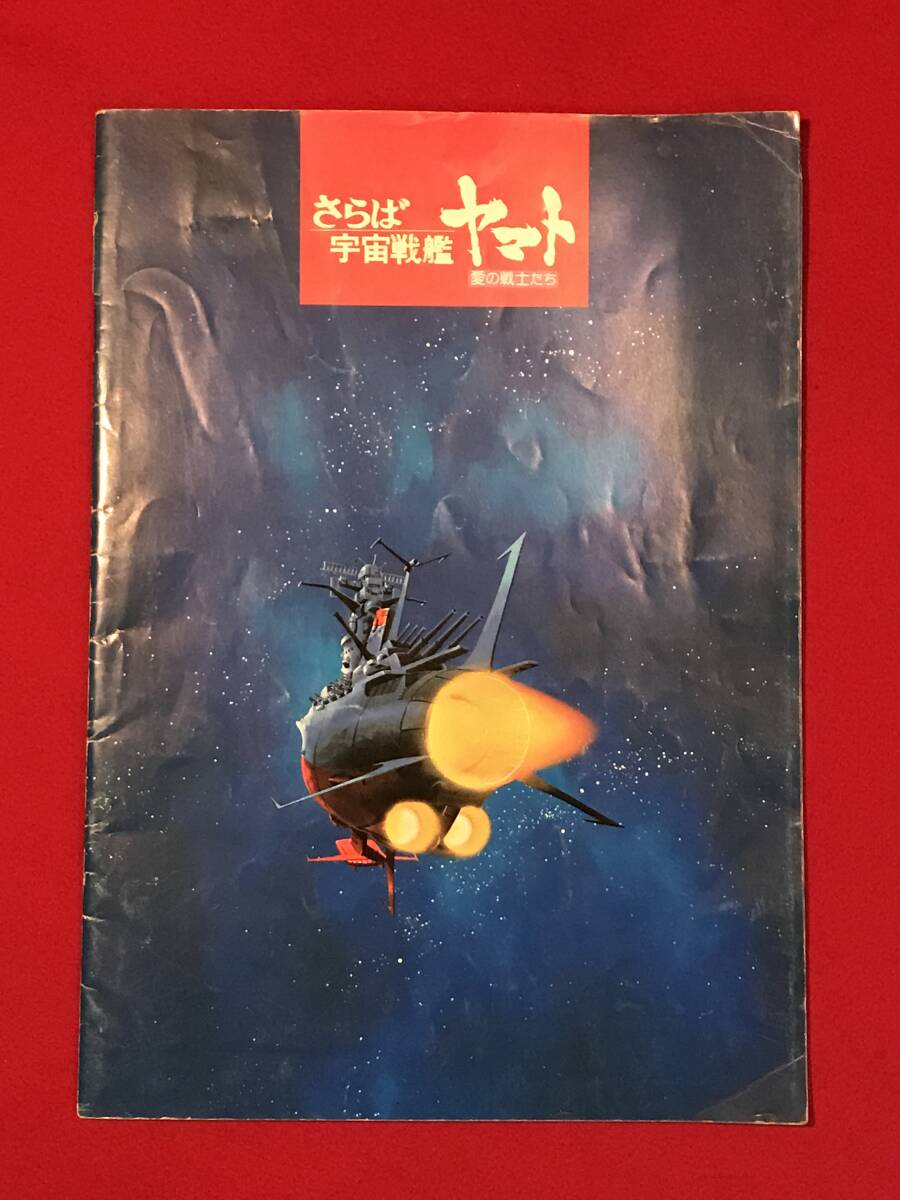 さらば
宇宙戦艦
ヤマト
愛の戦士たち